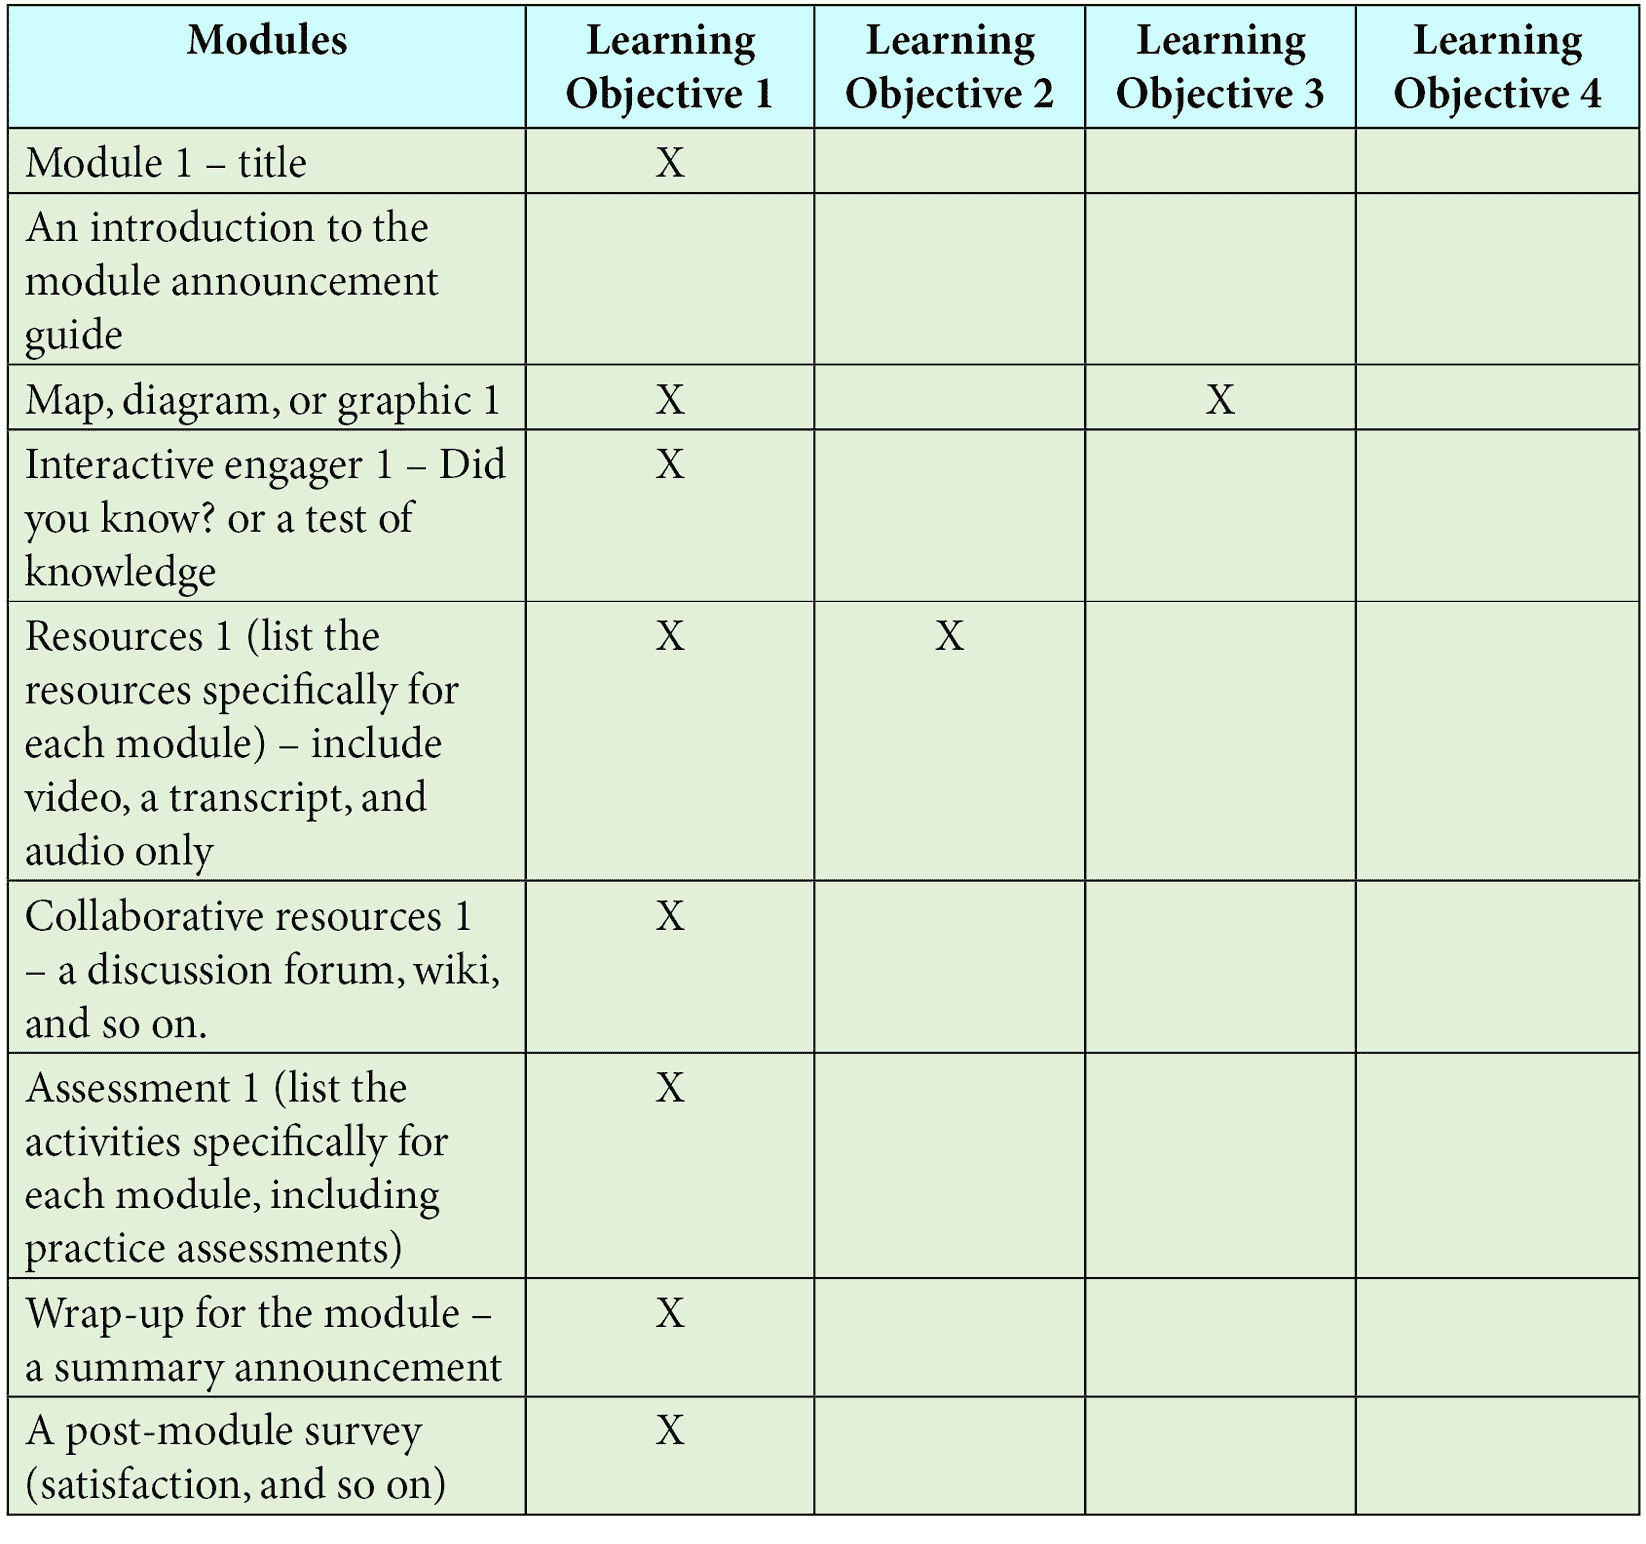 Modules
Learning
Objective 1
Learning
Objective 2
Learning
Objective 3
Learning
Objective 4
Module 1 – title
X
An introduction to the
module announcement
guide
Map, diagram, or graphic 1
X
X
Interactive engager 1 – Did
you know? or a test of
knowledge
X
Resources 1 (list the
resources specifically for
each module) – include
video, a transcript, and
audio only
X
X
Collaborative resources 1
– a discussion forum, wiki,
and so on.
X
Assessment 1 (list the
activities specifically for
each module, including
practice assessments)
X
Wrap-up for the module –
a summary announcement
X
A post-module survey
(satisfaction, and so on)
X